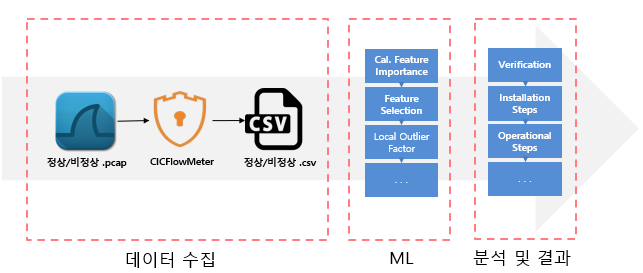 CSV
정상/비정상 .pcap
CICFlowMeter
정상/비정상 .csv
데이터 수집
Cal. Feature
Importance
Feature
Selection
Local Outlier
Factor
. . .
ML
Verification
Installation
Steps
Operational
Steps
. . .
분석 및 결과